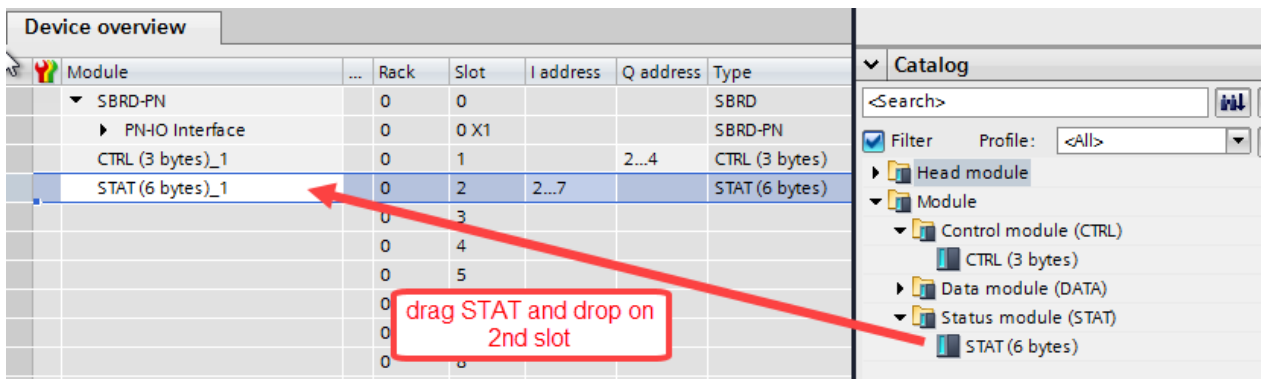 Device overview
Module ... Rack Slot I address Q address Type
SBRD-PN 0 0 SBRD
PN-IO Interface 0 0 X1 SBRD-PN
CTRL (3 bytes)_1 0 1 2...4 CTRL (3 bytes)
STAT (6 bytes)_1 0 2 2...7 STAT (6 bytes)
0 3
0 4
0 5
0
0
0 8
drag STAT and drop on
2nd slot
Catalog
<Search>
Filter Profile: <All>
Head module
Module
Control module (CTRL)
CTRL (3 bytes)
Data module (DATA)
Status module (STAT)
STAT (6 bytes)